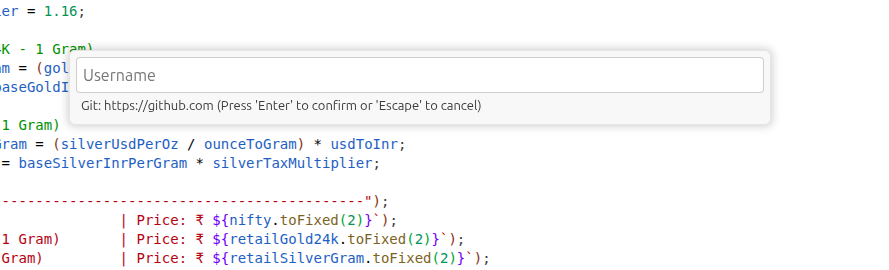 ier = 1.16;
4K - 1 Gram)
am = (gol
baseGoldI
Username
Git: https://github.com (Press 'Enter' to confirm or 'Escape' to cancel)
1 Gram)
Gram = (silverUsdPerOz / ounceToGram) * usdToInr;
= baseSilverInrPerGram * silverTaxMultiplier;
-------------------------------------------");
| Price: ₹ ${nifty.toFixed(2)}`);
1 Gram) | Price: ₹ ${retailGold24k.toFixed(2)}`);
Gram) | Price: ₹ ${retailSilverGram.toFixed(2)}`);